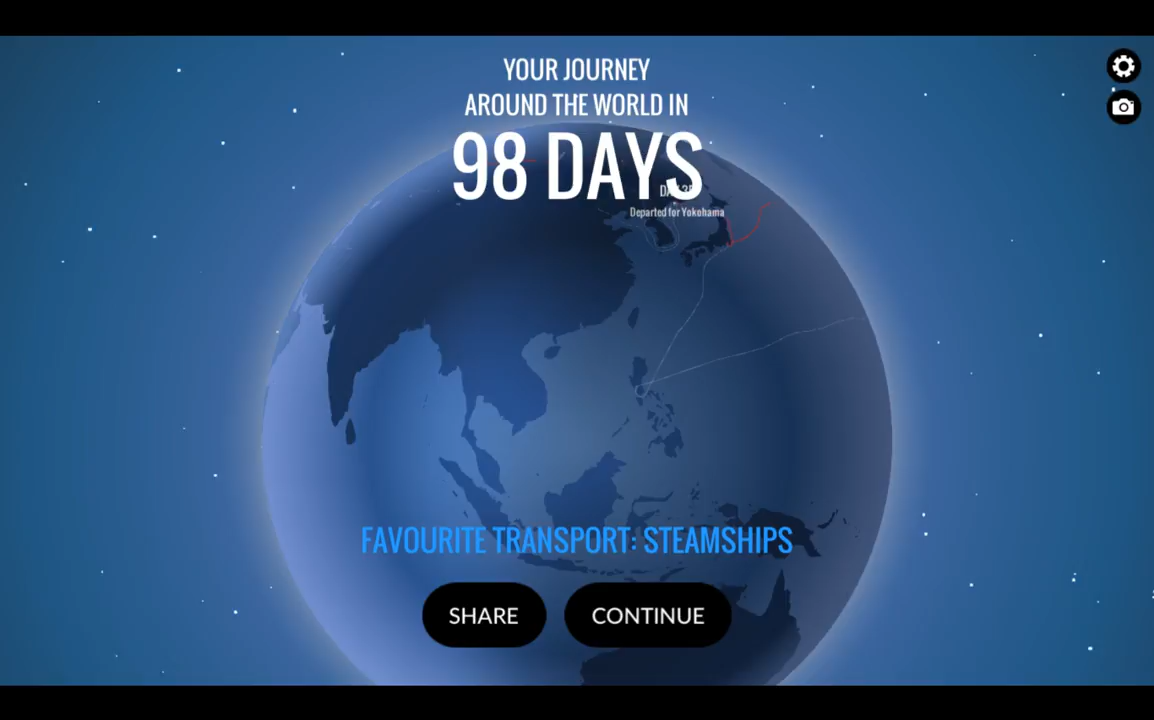 YOUR JOURNEY
AROUND THE WORLD IN
98 DAYS
Departed for Yokohama
FAVOURITE TRANSPORT: STEAMSHIPS
SHARE
CONTINUE